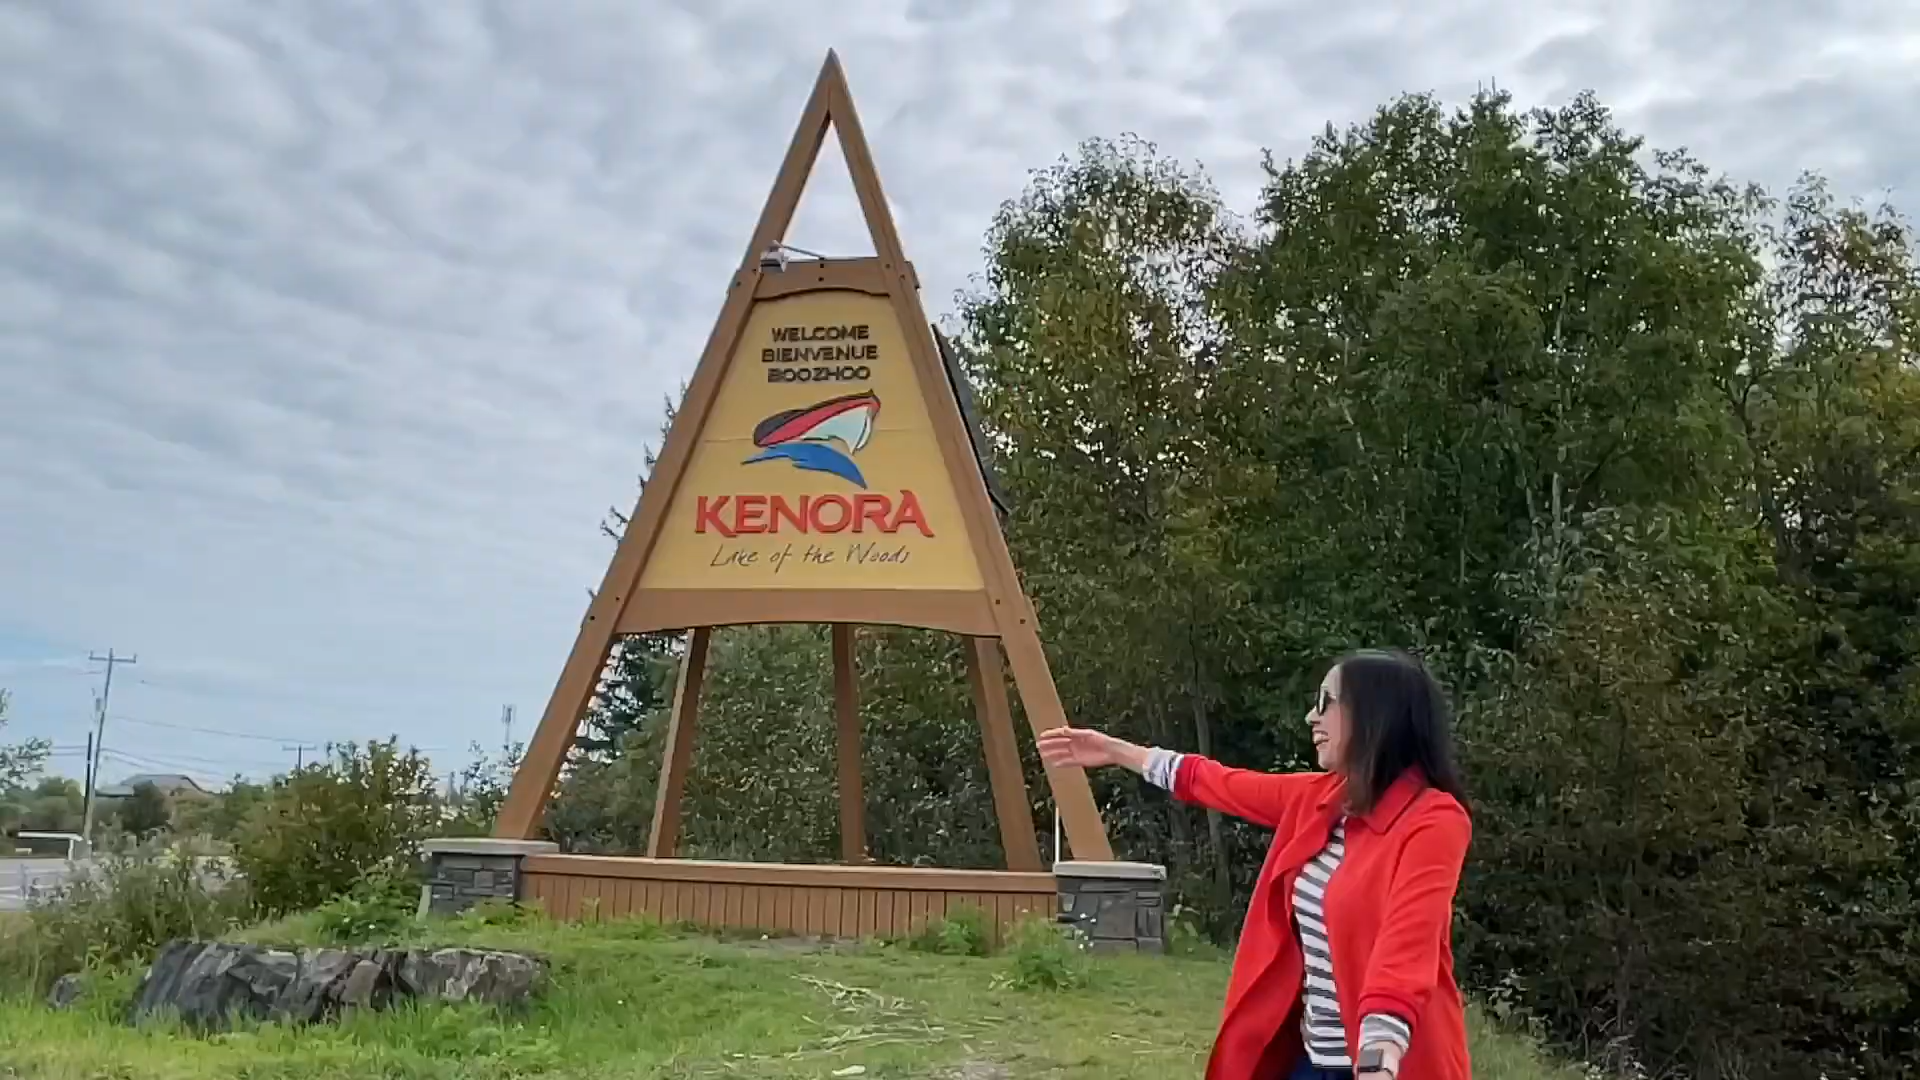 WELCOME
BIENVENUE
BOOZHOO
KENORA
Lake of the Woods